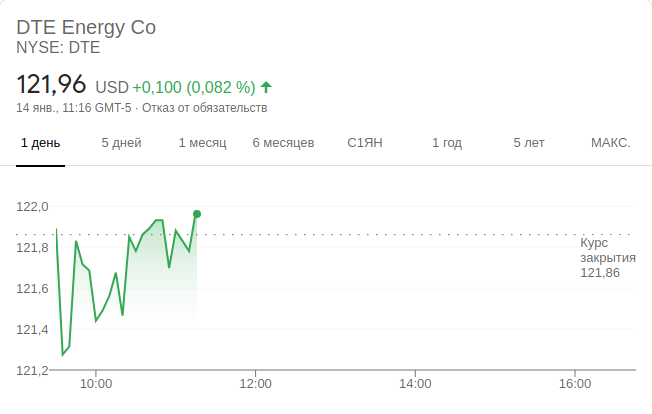 DTE Energy Co
NYSE: DTE
121,96 USD +0,100 (0,082 %)
14 янв., 11:16 GMT-5 · Отказ от обязательств
1 день 5 дней 1 месяц 6 месяцев С1ЯН 1 год 5 лет МАКС.
122,0
121,8
121,6
121,4
121,2
Курс
закрытия
121,86
10:00 12:00 14:00 16:00